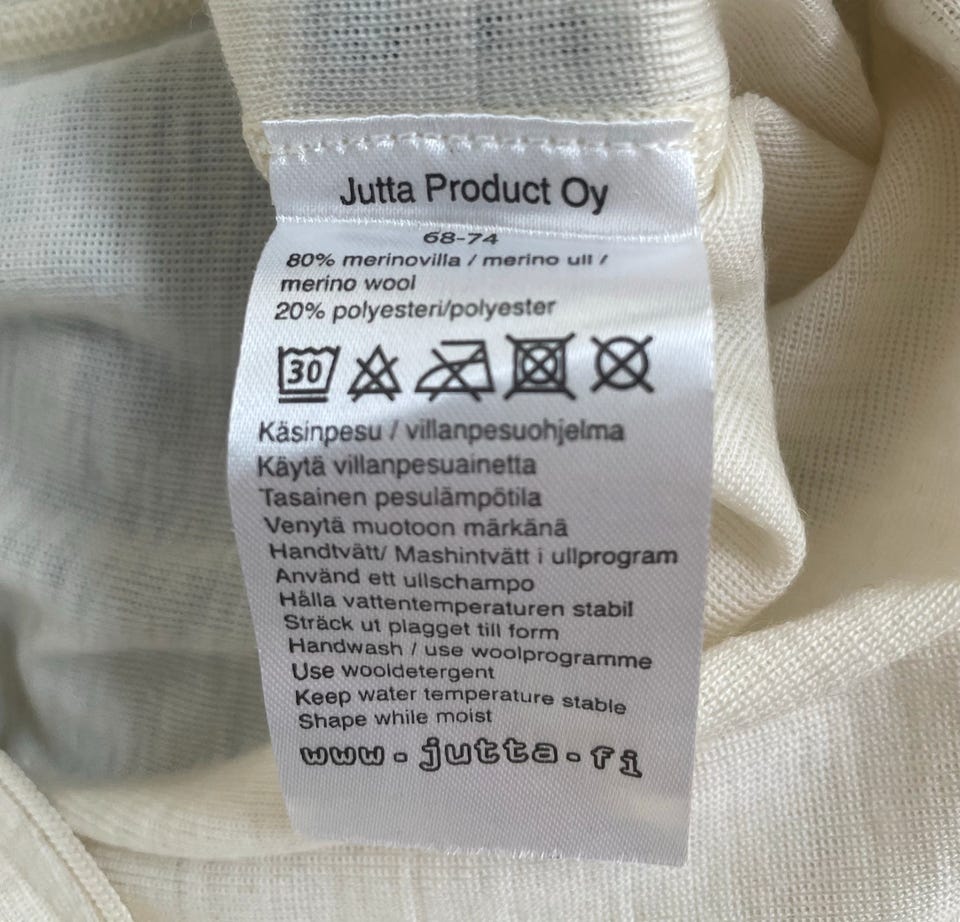 Jutta Product Oy
68-74
80% merinovilla / merino ull /
merino wool
20% polyesteri/polyester
30
Käsinpesu / villanpesuohjelma
Käytä villanpesuainetta
Tasainen pesulämpötila
Venytä muotoon märkänä
Handtvätt/ Mashintvätt i ullprogram
Använd ett ullschampo
Hålla vattentemperaturen stabil
Sträck ut plagget till form
Handwash / use woolprogramme
Use wooldetergent
Keep water temperature stable
Shape while moist
www.jutta.fi